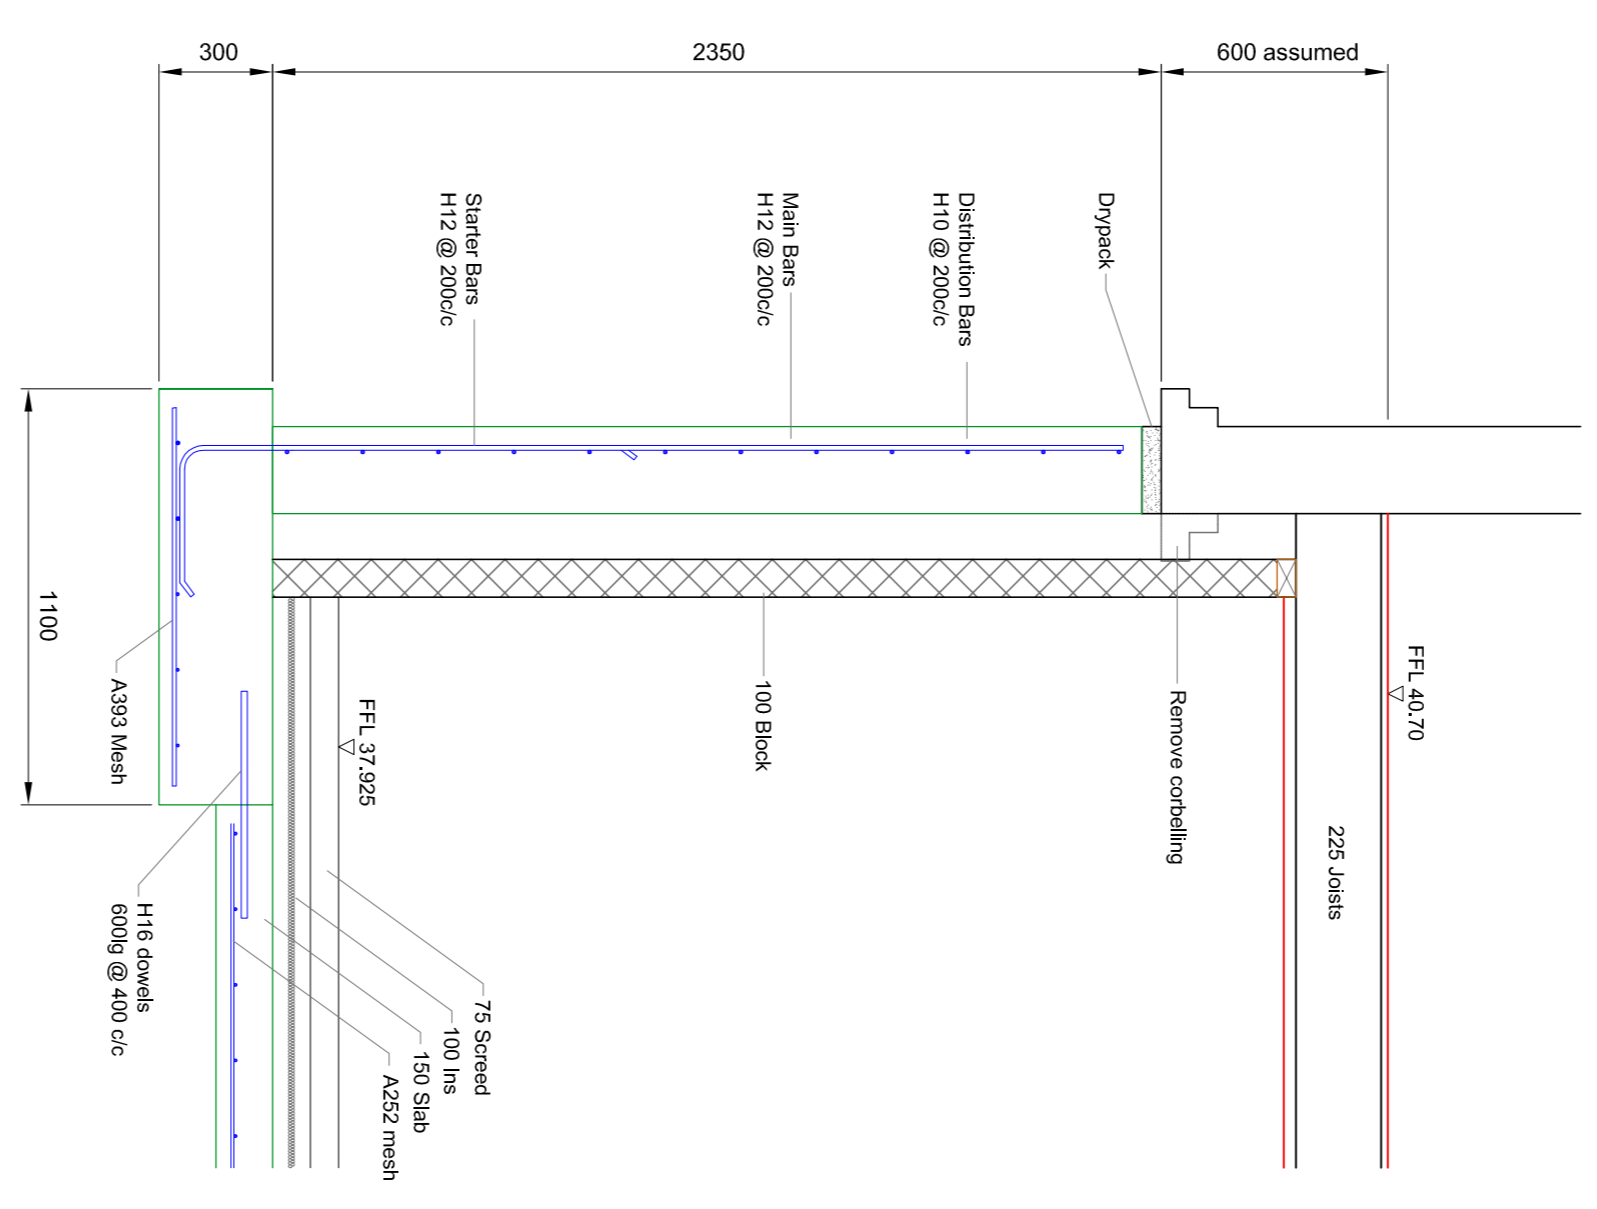 300
2350
600 assumed
Starter Bars
H12 @ 200c/c
Main Bars
H12 @ 200c/c
Distribution Bars
H10 @ 200c/c
Drypack
1100
A393 Mesh
H16 dowels
600lg @ 400 c/c
FFL 37.925
100 Block
Remove corbelling
FFL 40.70
225 Joists
75 Screed
100 Ins
150 Slab
A252 mesh